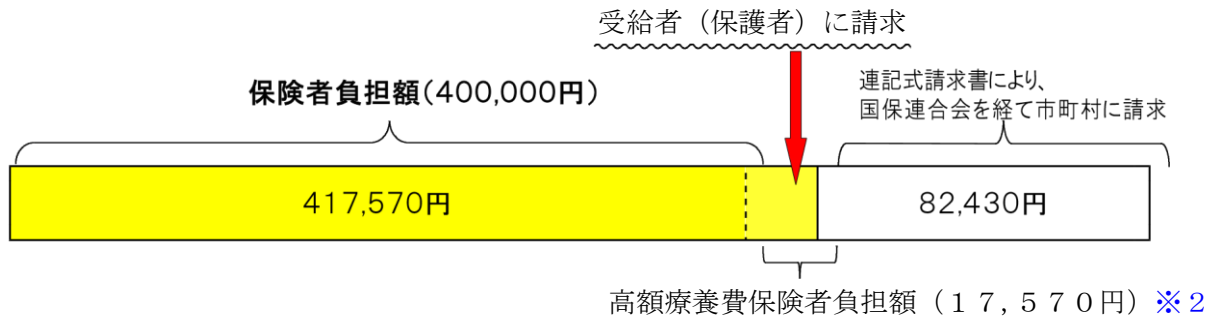 受給者（保護者）に請求
保険者負担額（400,000円）
連記式請求書により、
国保連合会を経て市町村に請求
417,570円
82,430円
高額療養費保険者負担額（１７,５７０円）※２